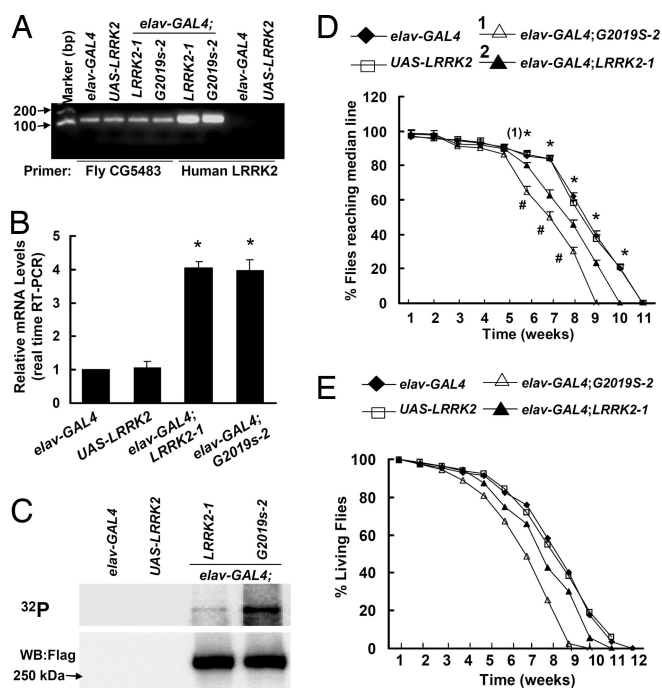 A
elav-GAL4;
Marker (bp)
elav-GAL4
UAS-LRRK2
LRRK2-1
G2019s-2
LRRK2-1
G2019s-2
elav-GAL4
UAS-LRRK2
200
100
Primer: Fly CG5483 Human LRRK2
B
Relative mRNA Levels
(real time RT-PCR)
5
4
3
2
1
0
* *
elav-GAL4
UAS-LRRK2
elav-GAL4;
LRRK2-1
elav-GAL4;
G2019s-2
C
elav-GAL4
UAS-LRRK2
LRRK2-1
G2019s-2
elav-GAL4;
32P
WB:Flag
250 kDa
D
elav-GAL4
1 elav-GAL4;G2019S-2
UAS-LRRK2
2 elav-GAL4;LRRK2-1
% Flies reaching median line
120
100
80
60
40
20
0
(1) * * * * *
# # #
1 2 3 4 5 6 7 8 9 10 11
Time (weeks)
E
elav-GAL4
elav-GAL4;G2019S-2
UAS-LRRK2
elav-GAL4;LRRK2-1
% Living Flies
100
80
60
40
20
0
1 2 3 4 5 6 7 8 9 10 11 12
Time (weeks)